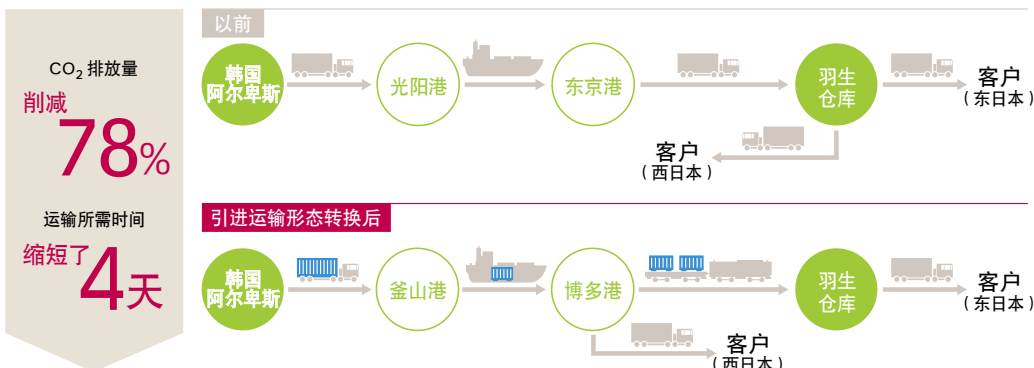 CO2 排放量
削减
78%
运输所需时间
缩短了
4天
以前
韩国
阿尔卑斯
光阳港
东京港
羽生
仓库
客户
（东日本）
客户
（西日本）
引进运输形态转换后
韩国
阿尔卑斯
釜山港
博多港
羽生
仓库
客户
（东日本）
客户
（西日本）